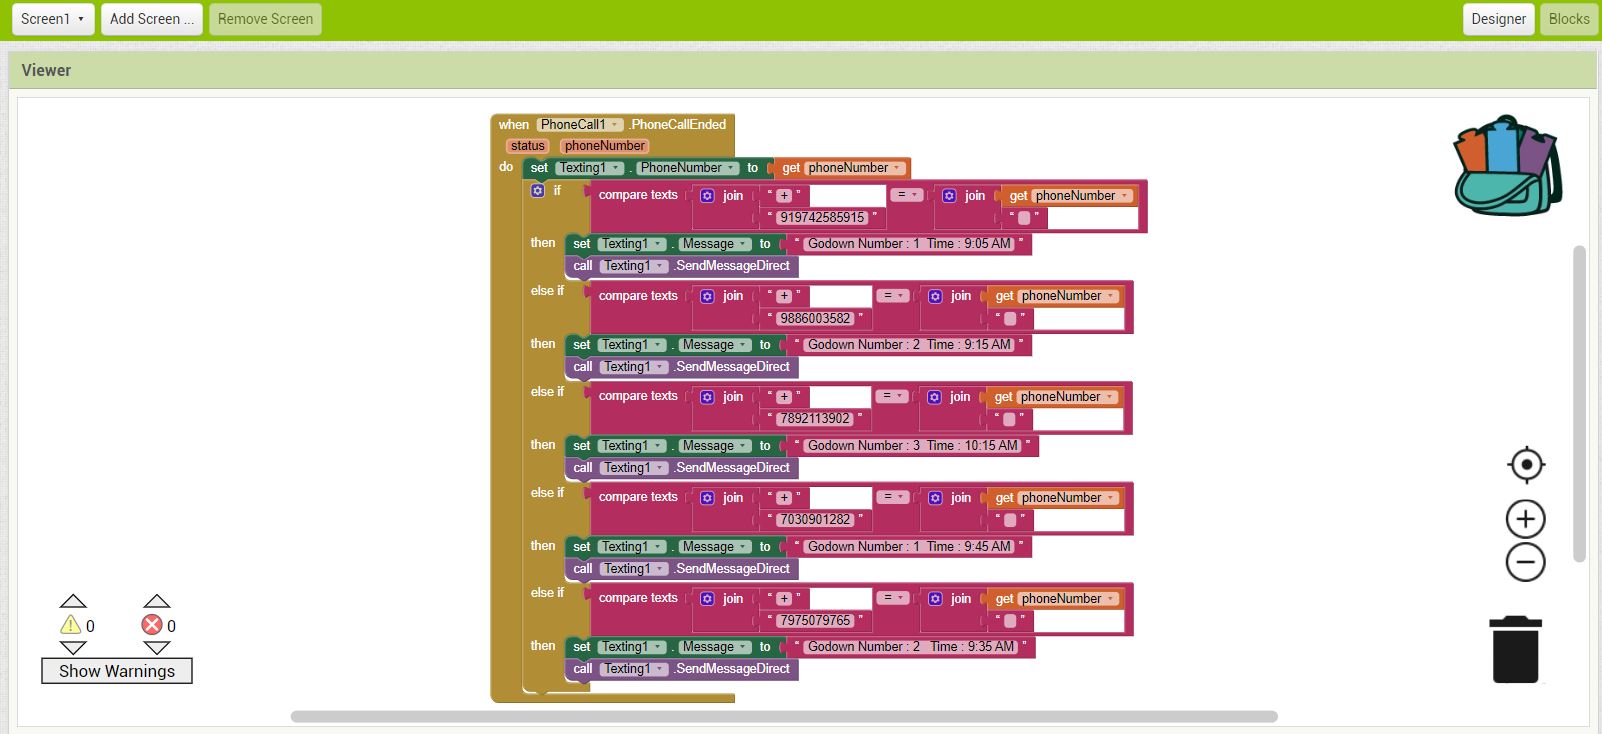 Screen1 Add Screen ... Remove Screen Designer Blocks
Viewer
when PhoneCall1 .PhoneCallEnded
status phoneNumber
do set Texting1 . PhoneNumber to get phoneNumber
if compare texts join “ + ” = join get phoneNumber
“ 919742585915 ” “ ”
then set Texting1 . Message to “ Godown Number : 1 Time : 9:05 AM ”
call Texting1 .SendMessageDirect
else if compare texts join “ + ” = join get phoneNumber
“ 9886003582 ” “ ”
then set Texting1 . Message to “ Godown Number : 2 Time : 9:15 AM ”
call Texting1 .SendMessageDirect
else if compare texts join “ + ” = join get phoneNumber
“ 7892113902 ” “ ”
then set Texting1 . Message to “ Godown Number : 3 Time : 10:15 AM ”
call Texting1 .SendMessageDirect
else if compare texts join “ + ” = join get phoneNumber
“ 7030901282 ” “ ”
then set Texting1 . Message to “ Godown Number : 1 Time : 9:45 AM ”
call Texting1 .SendMessageDirect
else if compare texts join “ + ” = join get phoneNumber
“ 7975079765 ” “ ”
then set Texting1 . Message to “ Godown Number : 2 Time : 9:35 AM ”
call Texting1 .SendMessageDirect
0 0
Show Warnings